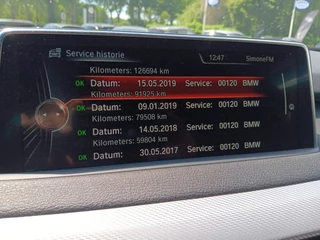 Service historie
12:47
SimoneFM
Kilometers: 126694 km
OK Datum: 15.05.2019 Service: 00120 BMW
Kilometers: 91925 km
OK Datum: 09.01.2019 Service: 00120 BMW
Kilometers: 79508 km
OK Datum: 14.05.2018 Service: 00120 BMW
Kilometers: 59804 km
OK Datum: 30.05.2017 Service: 00120 BMW